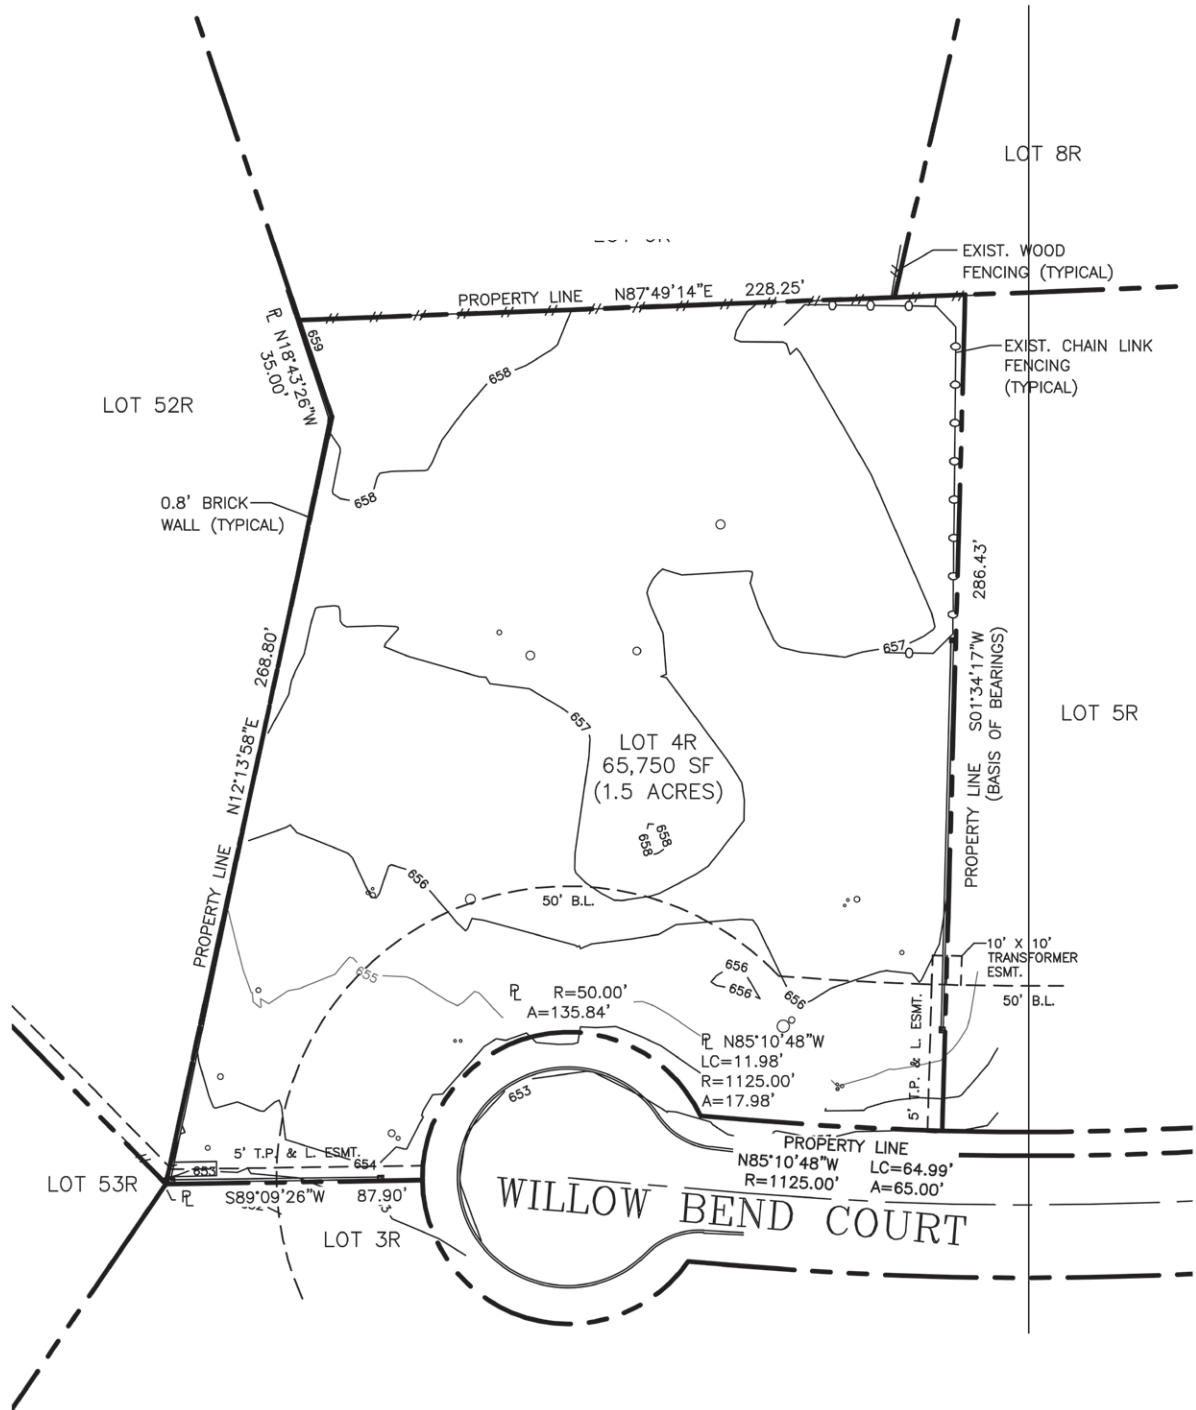 LOT 8R
EXIST. WOOD
FENCING (TYPICAL)
PROPERTY LINE N87°49'14"E 228.25'
659
℄ N18°43'26"W
35.00'
658
EXIST. CHAIN LINK
FENCING
(TYPICAL)
LOT 52R
658
0.8' BRICK
WALL (TYPICAL)
286.43'
PROPERTY LINE S01°34'17"W
(BASIS OF BEARINGS)
657
PROPERTY LINE N12°13'58"E 268.80'
657
LOT 5R
LOT 4R
65,750 SF
(1.5 ACRES)
658
658
656
50' B.L.
10' X 10'
TRANSFORMER
ESMT.
50' B.L.
655
656
656
656
PL R=50.00'
A=135.84'
PL N85°10'48"W
LC=11.98'
R=1125.00'
A=17.98'
5' T.P. & L. ESMT.
653
PROPERTY LINE
N85°10'48"W LC=64.99'
R=1125.00' A=65.00'
5' T.P. & L. ESMT.
654
653
LOT 53R
PL S89°09'26"W 87.90'
LOT 3R
WILLOW BEND COURT